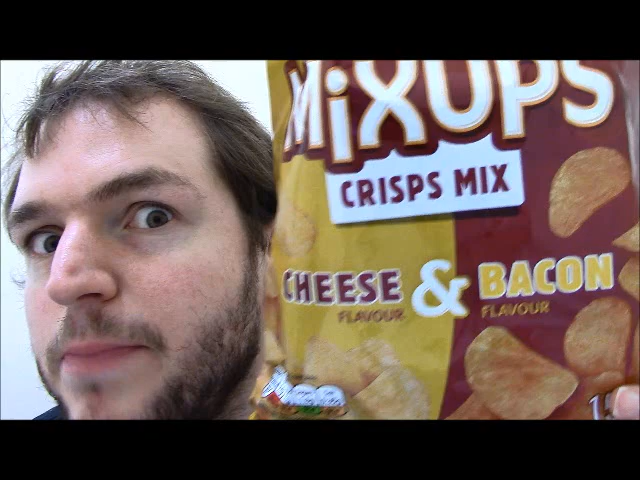 MiXUPS
CRISPS MIX
CHEESE & BACON
FLAVOUR FLAVOUR